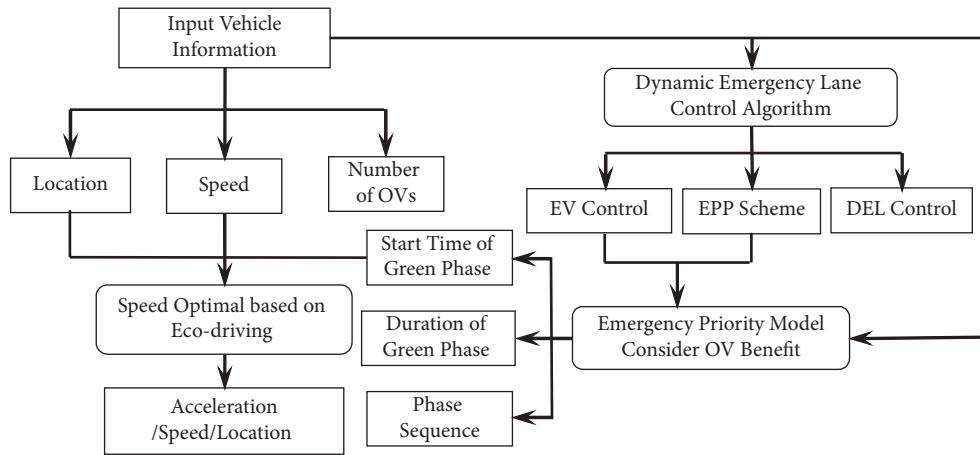 Input Vehicle
Information
Dynamic Emergency Lane
Control Algorithm
Location
Speed
Number
of OVs
EV Control
EPP Scheme
DEL Control
Start Time of
Green Phase
Speed Optimal based on
Eco-driving
Duration of
Green Phase
Emergency Priority Model
Consider OV Benefit
Acceleration
/Speed/Location
Phase
Sequence